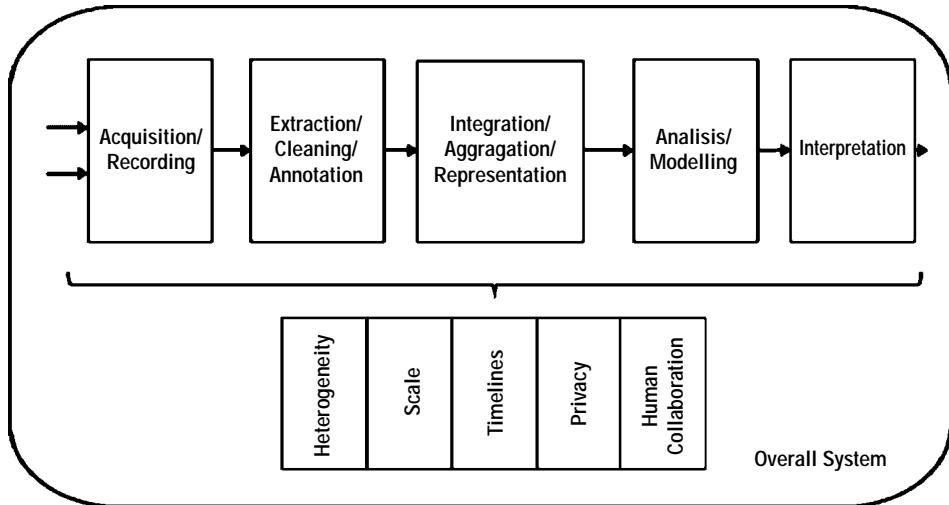 Acquisition/
Recording
Extraction/
Cleaning/
Annotation
Integration/
Aggragation/
Representation
Analisis/
Modelling
Interpretation
Heterogeneity
Scale
Timelines
Privacy
Human
Collaboration
Overall System